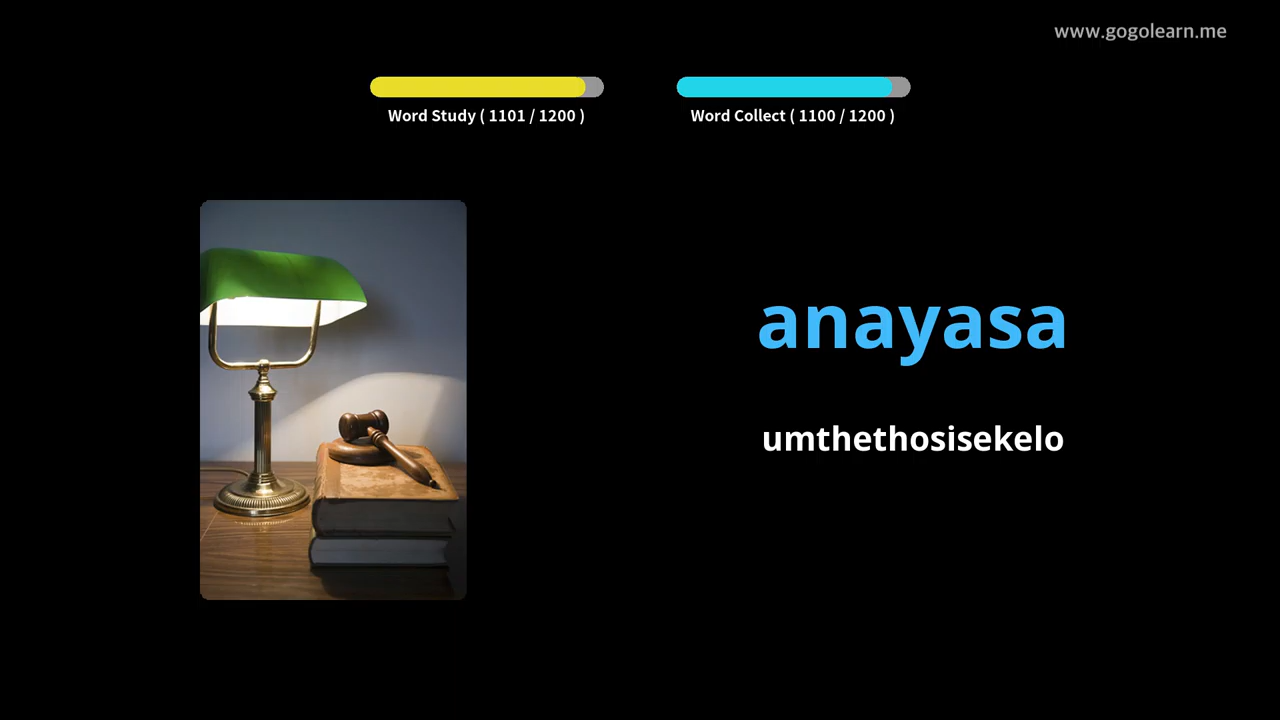 www.gogolearn.me
Word Study ( 1101 / 1200 )
Word Collect ( 1100 / 1200 )
anayasa
umthethosisekelo